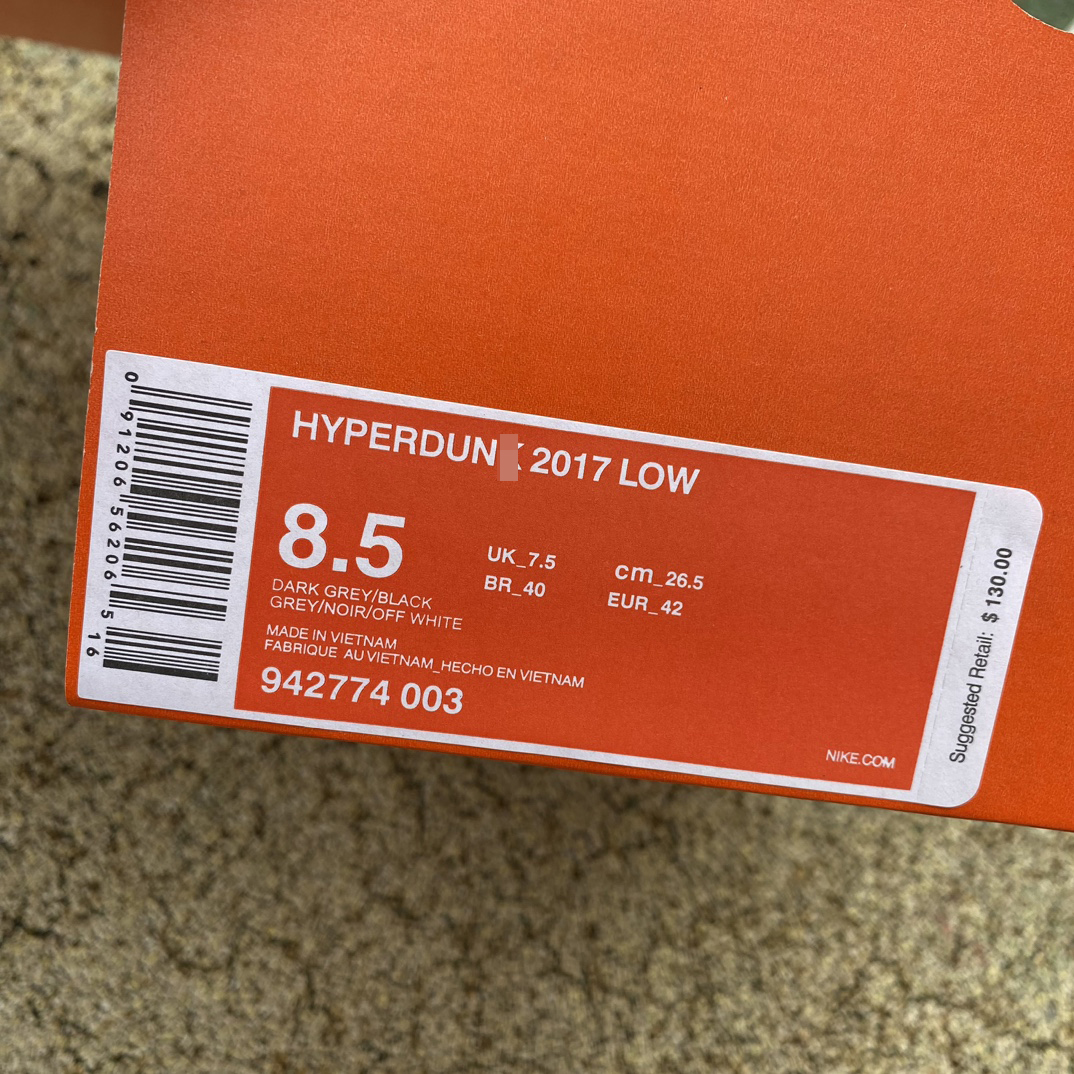 HYPERDUNK 2017 LOW
8.5
UK_7.5
cm_26.5
BR_40
EUR_42
DARK GREY/BLACK
GREY/NOIR/OFF WHITE
MADE IN VIETNAM
FABRIQUE AU VIETNAM_HECHO EN VIETNAM
942774 003
NIKE.COM
0 91206 56206 5 16
Suggested Retail: $ 130.00